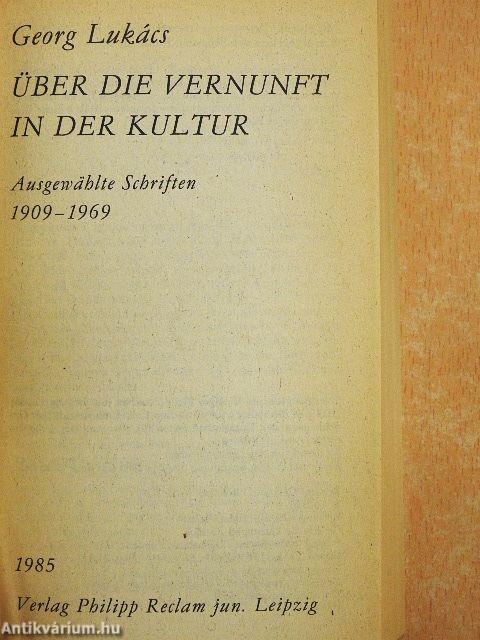 Georg Lukács
ÜBER DIE VERNUNFT
IN DER KULTUR
Ausgewählte Schriften
1909–1969
1985
Verlag Philipp Reclam jun. Leipzig
Antikvárium.hu